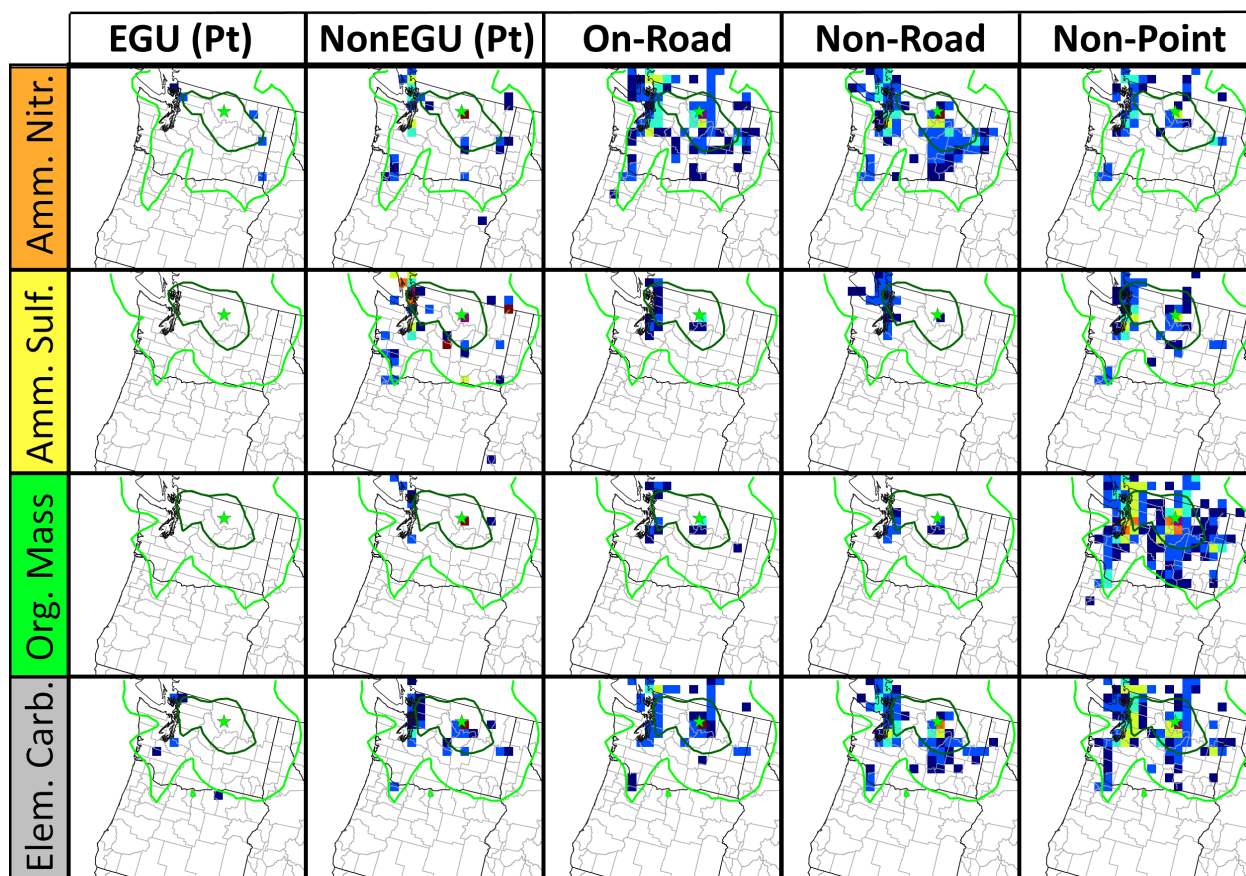 EGU (Pt)
NonEGU (Pt)
On-Road
Non-Road
Non-Point
Amm. Nitr.
Amm. Sulf.
Org. Mass
Elem. Carb.